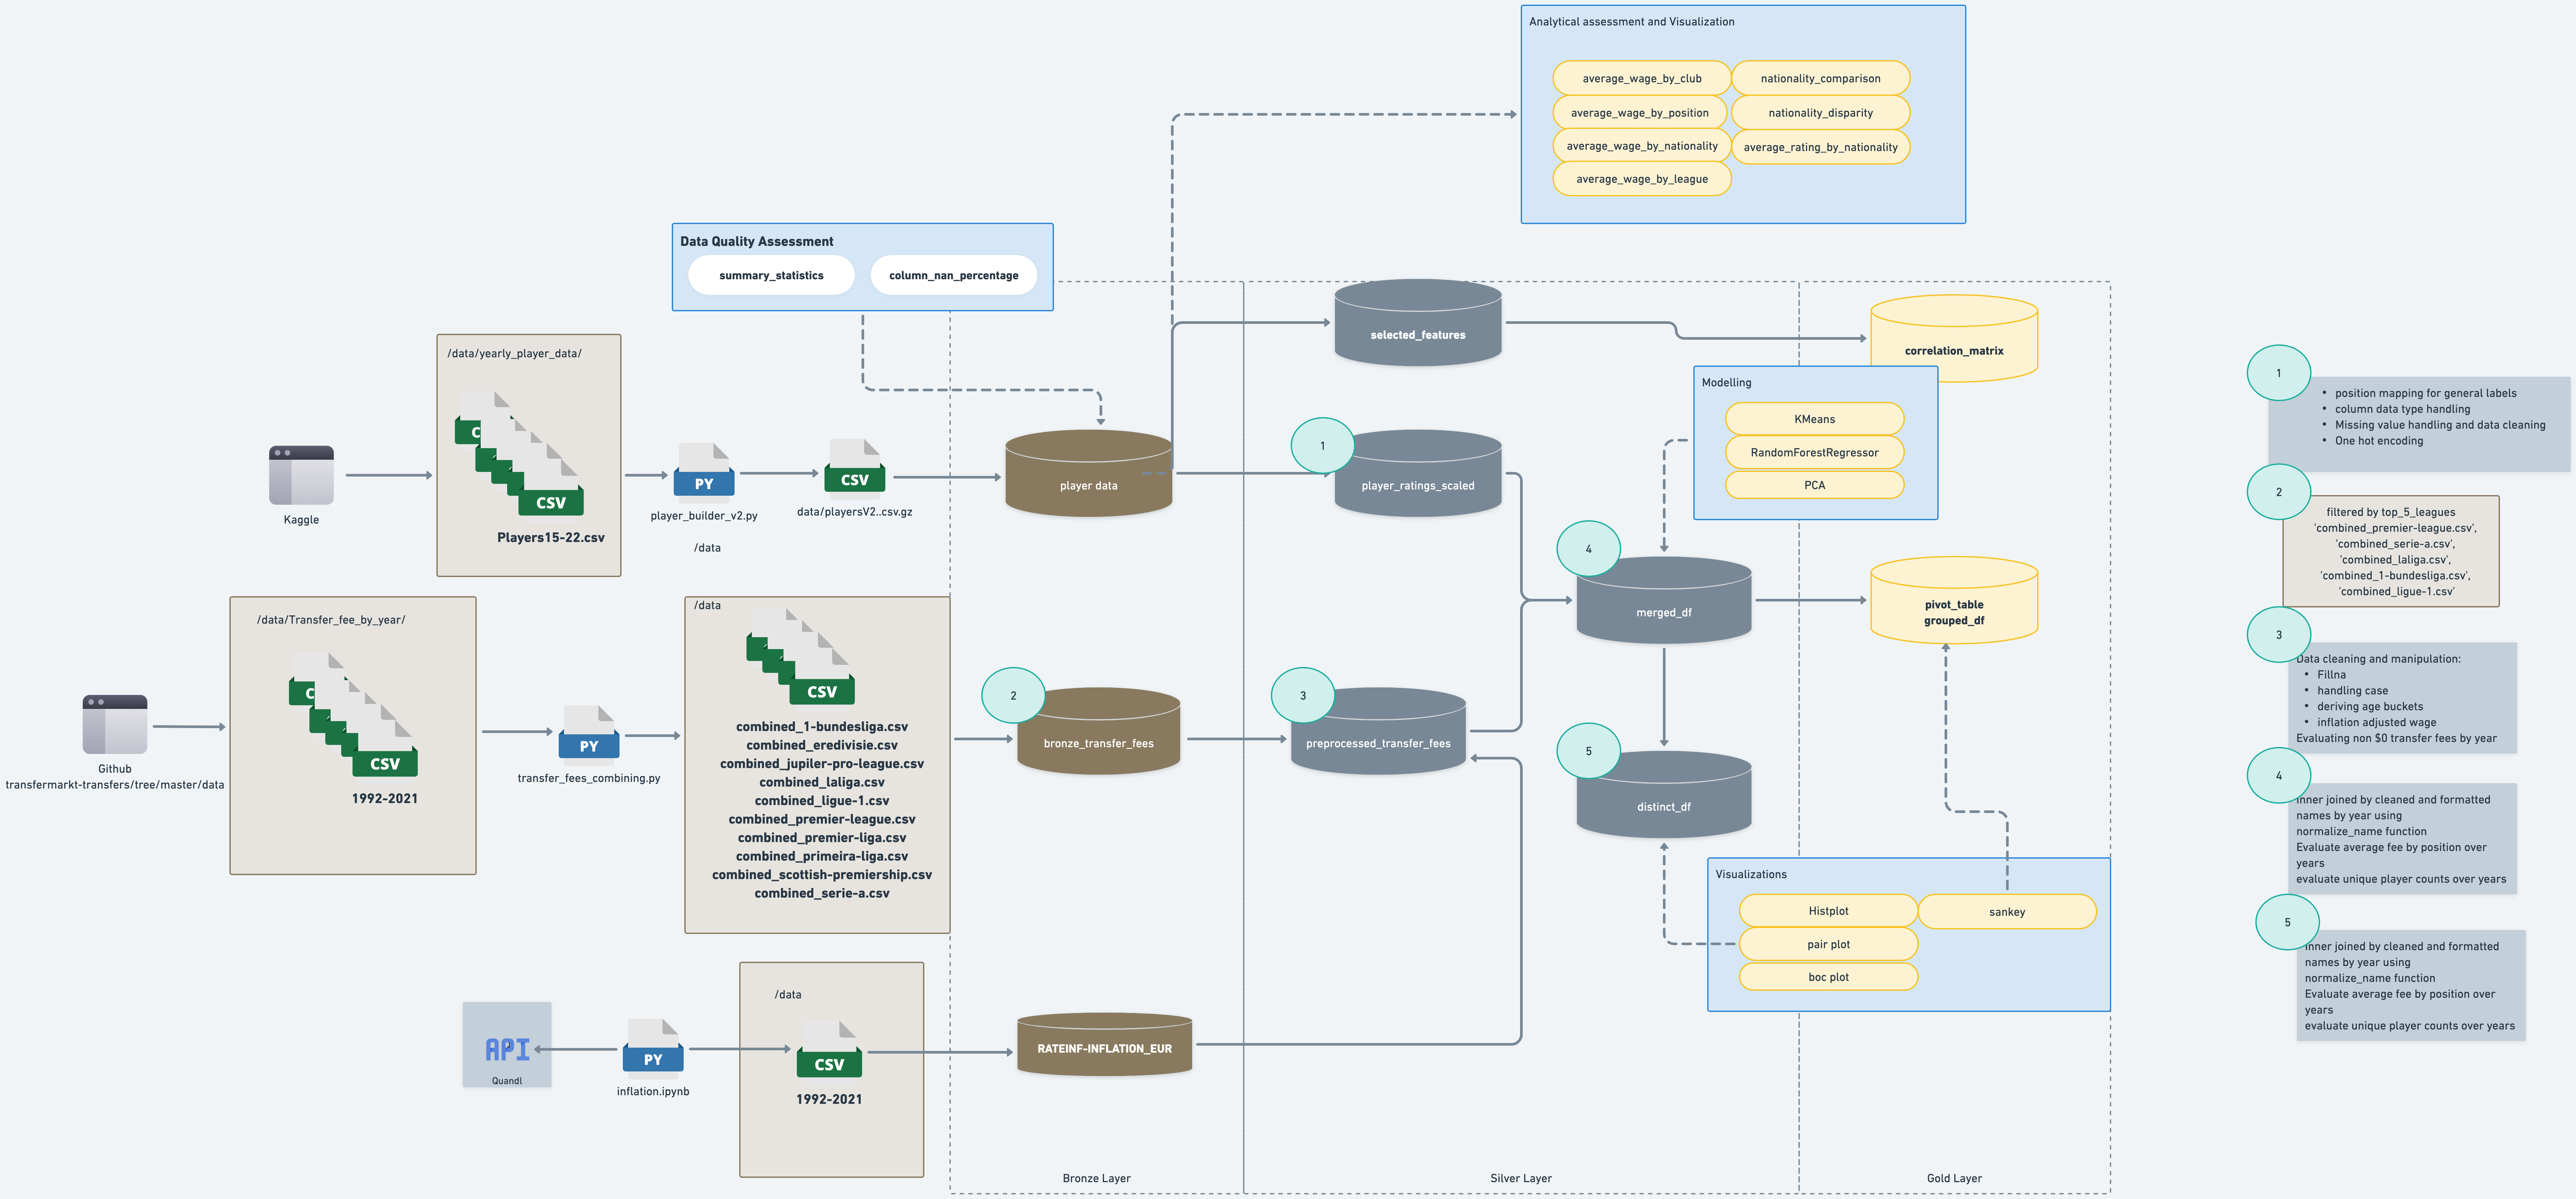 Analytical assessment and Visualization
average_wage_by_club
nationality_comparison
average_wage_by_position
nationality_disparity
average_wage_by_nationality
average_rating_by_nationality
average_wage_by_league
Data Quality Assessment
summary_statistics
column_nan_percentage
/data/yearly_player_data/
CSV
Players15-22.csv
Kaggle
PY
player_builder_v2.py
/data
CSV
data/playersV2..csv.gz
player data
selected_features
correlation_matrix
1
player_ratings_scaled
Modelling
KMeans
RandomForestRegressor
PCA
4
merged_df
pivot_table
grouped_df
/data/Transfer_fee_by_year/
CSV
1992-2021
Github
transfermarkt-transfers/tree/master/data
PY
transfer_fees_combining.py
/data
CSV
combined_1-bundesliga.csv
combined_eredivisie.csv
combined_jupiler-pro-league.csv
combined_laliga.csv
combined_ligue-1.csv
combined_premier-league.csv
combined_premier-liga.csv
combined_primeira-liga.csv
combined_scottish-premiership.csv
combined_serie-a.csv
2
bronze_transfer_fees
3
preprocessed_transfer_fees
5
distinct_df
Visualizations
Histplot
sankey
pair plot
boc plot
API
Quandl
PY
inflation.ipynb
/data
CSV
1992-2021
RATEINF-INFLATION_EUR
Bronze Layer
Silver Layer
Gold Layer
1
• position mapping for general labels
• column data type handling
• Missing value handling and data cleaning
• One hot encoding
2
filtered by top_5_leagues
'combined_premier-league.csv',
'combined_serie-a.csv',
'combined_laliga.csv',
'combined_1-bundesliga.csv',
'combined_ligue-1.csv'
3
Data cleaning and manipulation:
• Fillna
• handling case
• deriving age buckets
• inflation adjusted wage
Evaluating non $0 transfer fees by year
4
Inner joined by cleaned and formatted
names by year using
normalize_name function
Evaluate average fee by position over
years
evaluate unique player counts over years
5
Inner joined by cleaned and formatted
names by year using
normalize_name function
Evaluate average fee by position over
years
evaluate unique player counts over years